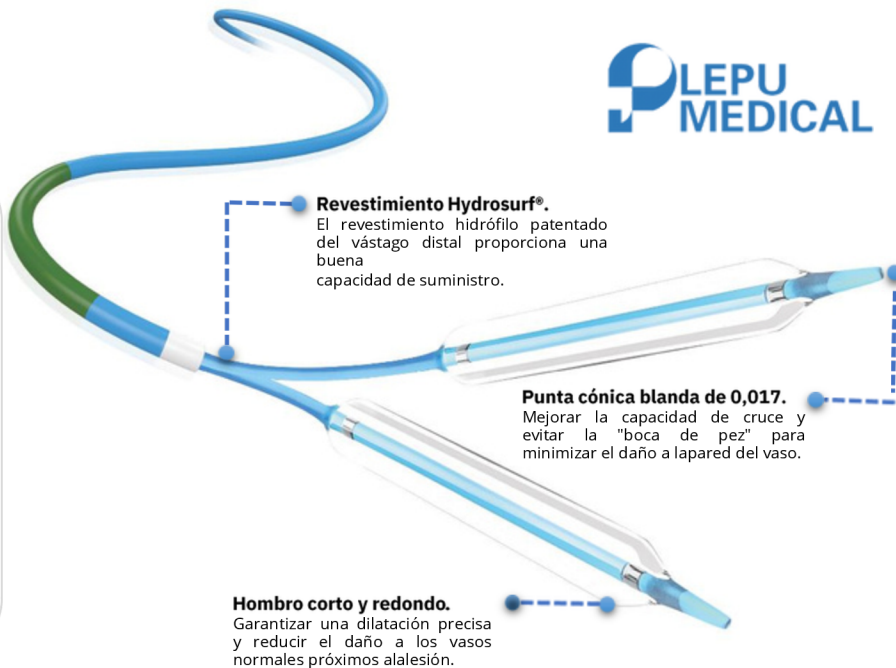 LEPU
MEDICAL
Revestimiento Hydrosurf®.
El revestimiento hidrófilo patentado
del vástago distal proporciona una
buena
capacidad de suministro.
Punta cónica blanda de 0,017.
Mejorar la capacidad de cruce y
evitar la "boca de pez" para
minimizar el daño a lapared del vaso.
Hombro corto y redondo.
Garantizar una dilatación precisa
y reducir el daño a los vasos
normales próximos alalesión.